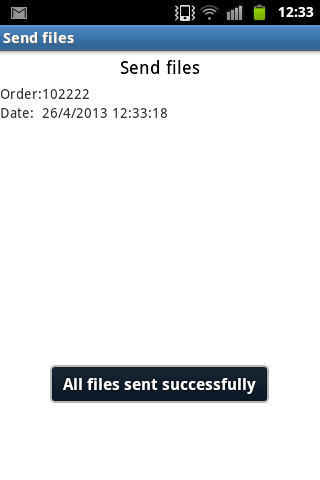 12:33
Send files
Send files
Order:102222
Date: 26/4/2013 12:33:18
All files sent successfully